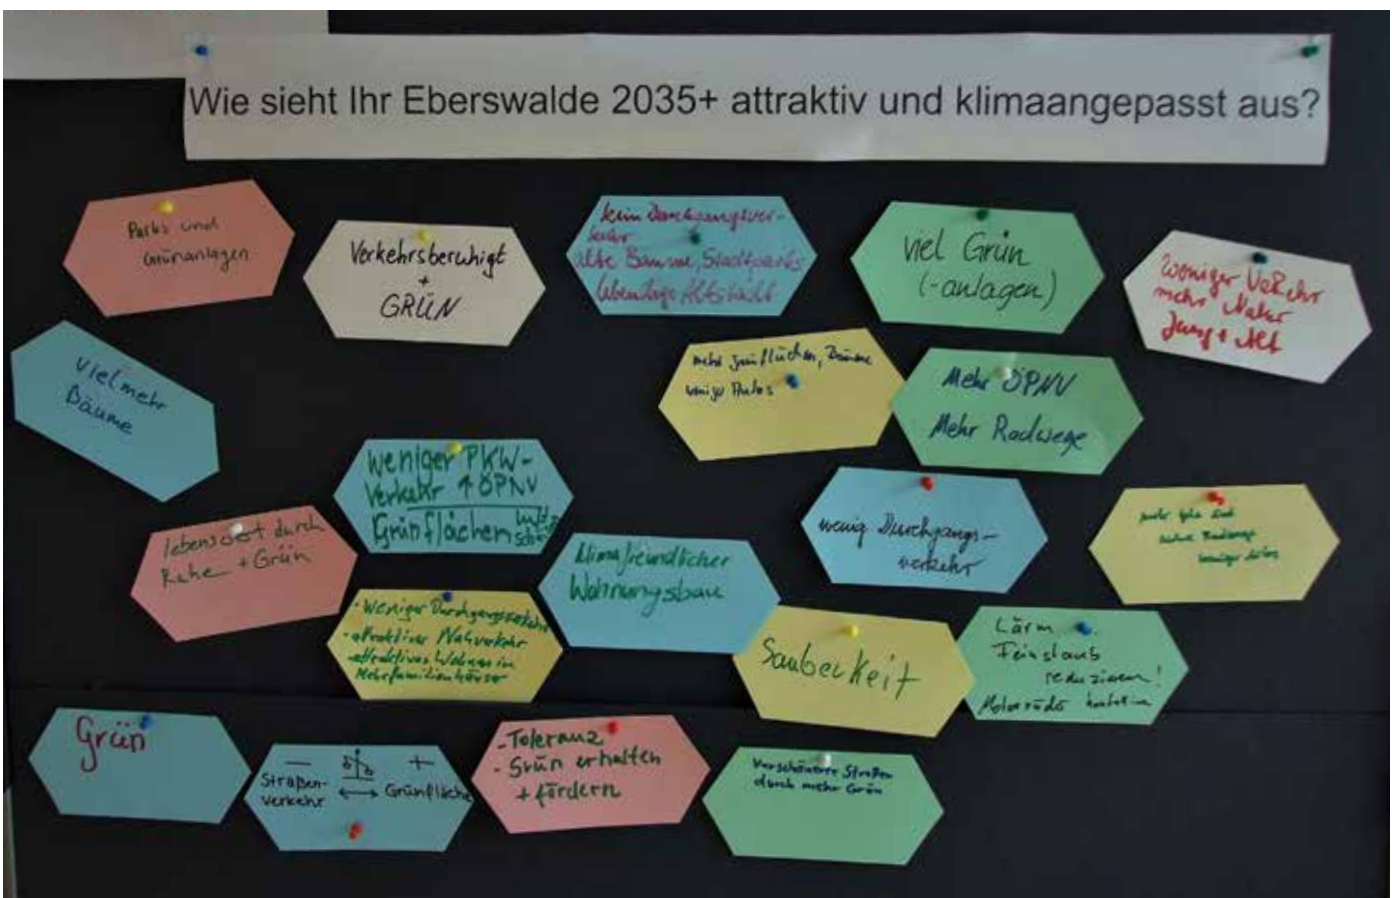 Wie sieht Ihr Eberswalde 2035+ attraktiv und klimaangepasst aus?
Parks und
Grünanlagen
Verkehrsberuhigt
+
GRÜN
kein Durchgangsver-
kehr
alte Bäume, Stadtparks
lebendige Altstadt
viel Grün
(-anlagen)
Weniger VeRkehr
mehr Natur
Jung + Alt
viel mehr
Bäume
mehr Grünflächen, Bäume
weniger Autos
Mehr ÖPNV
Mehr Radwege
weniger PKW-
Verkehr ↑ ÖPNV
Grünflächen
lebenswert durch
Ruhe + Grün
Klimafreundlicher
Wohnungsbau
wenig Durchgangs-
verkehr
mehr
Radwege
weniger
- weniger Durchgangsverkehr
- attraktiver Nahverkehr
- attraktives Wohnen in
Mehrfamilienhäuser
Sauberkeit
Lärm
Feinstaub
reduzieren!
Motorräder
Grün
- +
Straßen-
verkehr ↔ Grünfläche
- Toleranz
- Grün erhalten
+ fördern
Verschönerte Straßen
durch mehr Grün